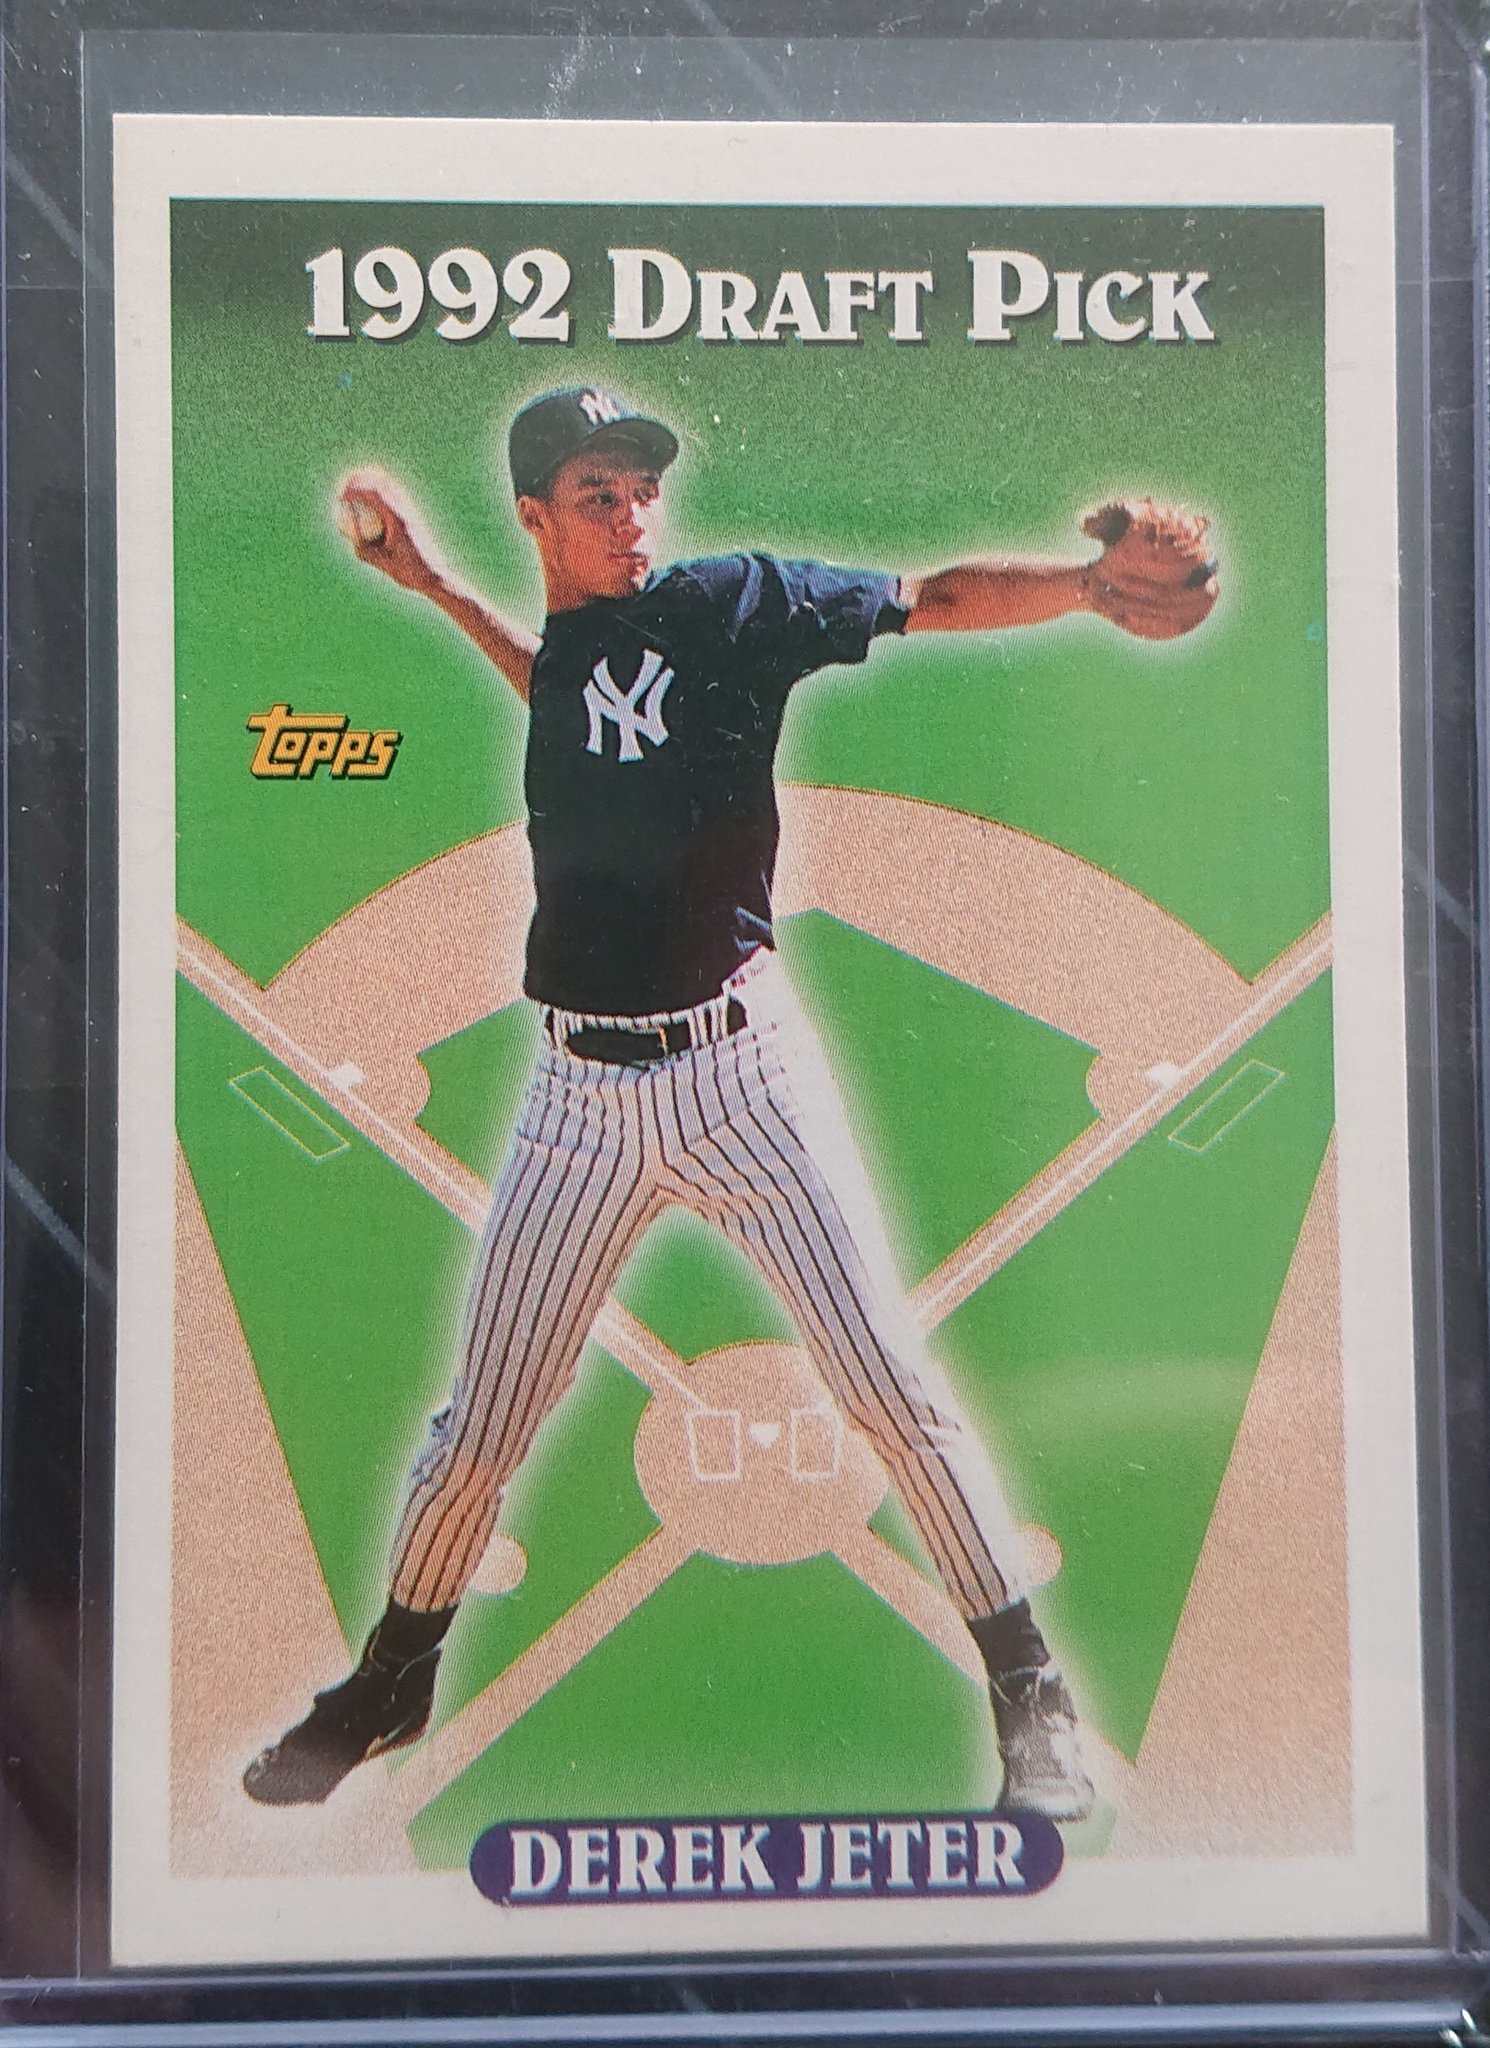 1992 DRAFT PICK
NY
topps
NY
DEREK JETER